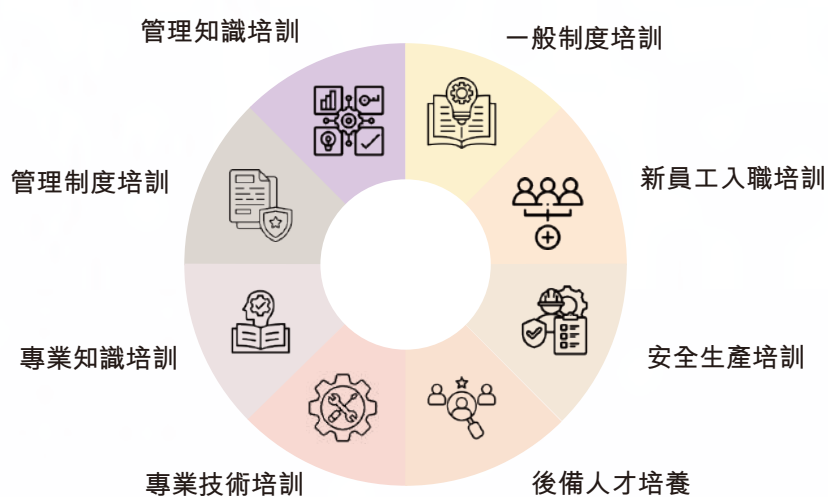 管理知識培訓
一般制度培訓
管理制度培訓
新員工入職培訓
專業知識培訓
安全生產培訓
專業技術培訓
後備人才培養